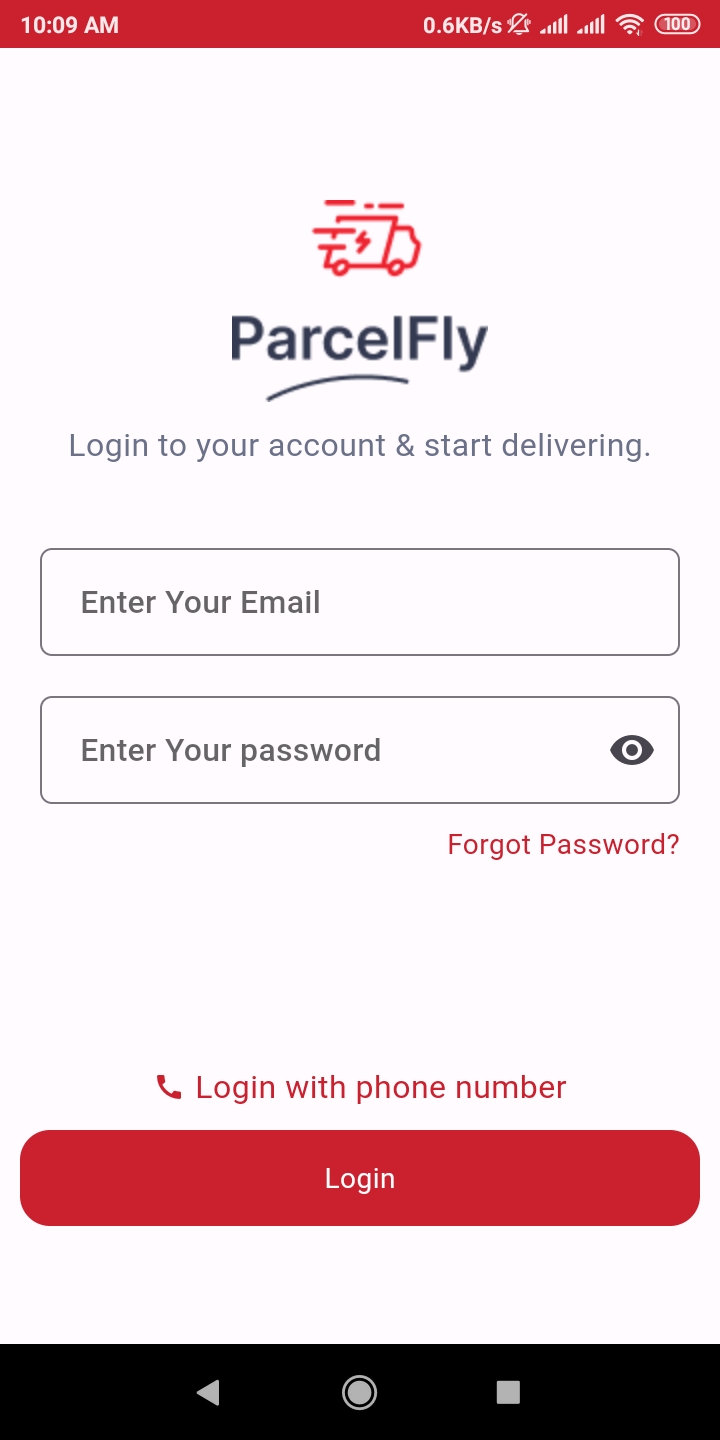 10:09 AM 0.6KB/s 100
ParcelFly
Login to your account & start delivering.
Enter Your Email
Enter Your password
Forgot Password?
Login with phone number
Login